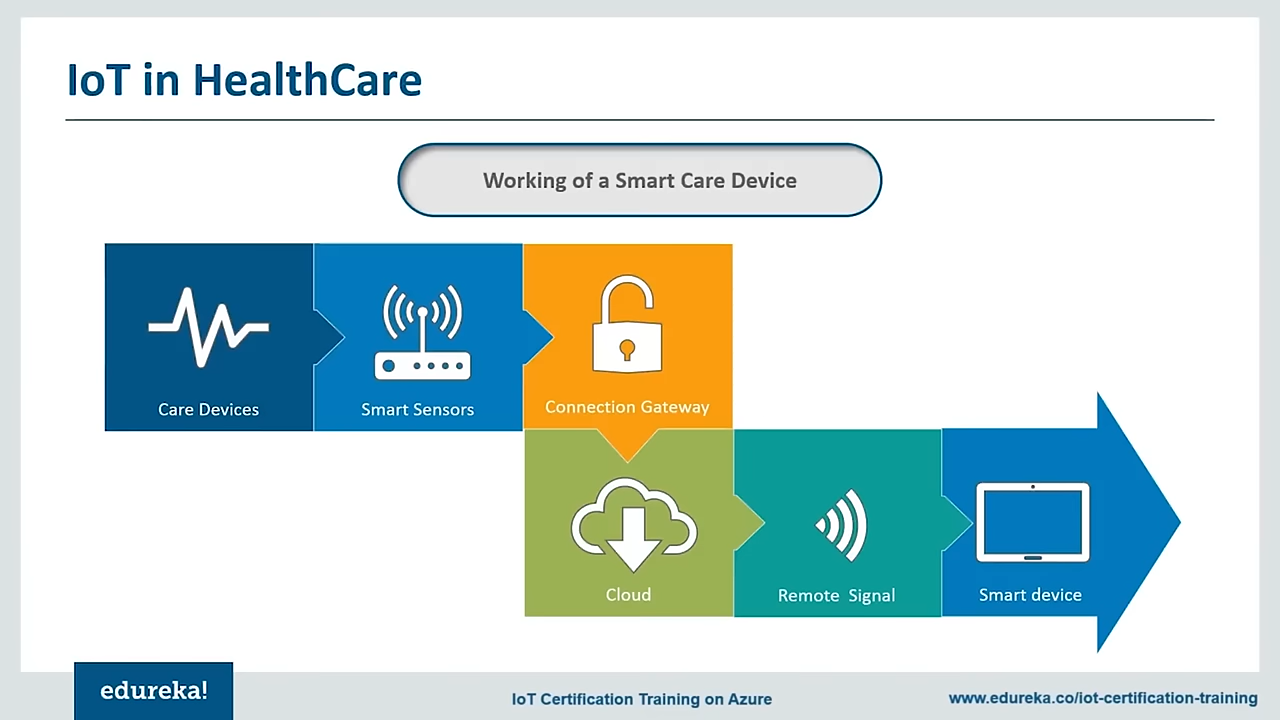 IoT in HealthCare
Working of a Smart Care Device
Care Devices
Smart Sensors
Connection Gateway
Cloud
Remote Signal
Smart device
edureka!
IoT Certification Training on Azure
www.edureka.co/iot-certification-training